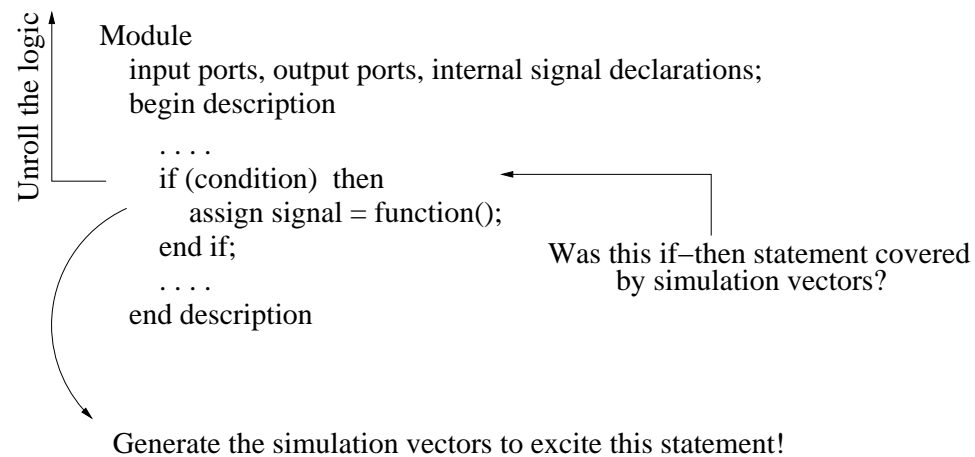 Unroll the logic
Module
input ports, output ports, internal signal declarations;
begin description
. . . .
if (condition) then
assign signal = function();
end if;
. . . .
end description
Was this if−then statement covered
by simulation vectors?
Generate the simulation vectors to excite this statement!